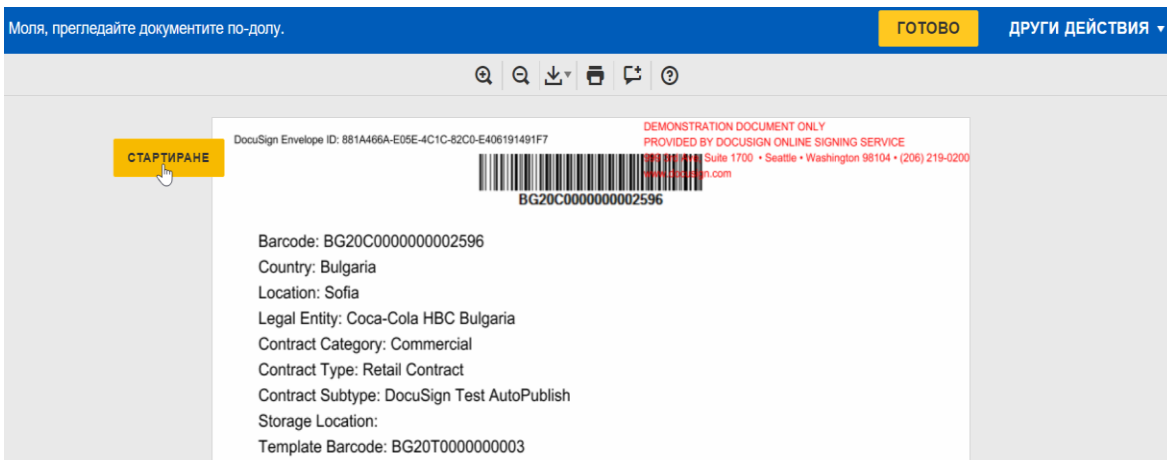 Моля, прегледайте документите по-долу.
ГОТОВО
ДРУГИ ДЕЙСТВИЯ
СТАРТИРАНЕ
DocuSign Envelope ID: 881A466A-E05E-4C1C-82C0-E406191491F7
DEMONSTRATION DOCUMENT ONLY
PROVIDED BY DOCUSIGN ONLINE SIGNING SERVICE
Suite 1700 • Seattle • Washington 98104 • (206) 219-0200
BG20C0000000002596
Barcode: BG20C0000000002596
Country: Bulgaria
Location: Sofia
Legal Entity: Coca-Cola HBC Bulgaria
Contract Category: Commercial
Contract Type: Retail Contract
Contract Subtype: DocuSign Test AutoPublish
Storage Location:
Template Barcode: BG20T0000000003